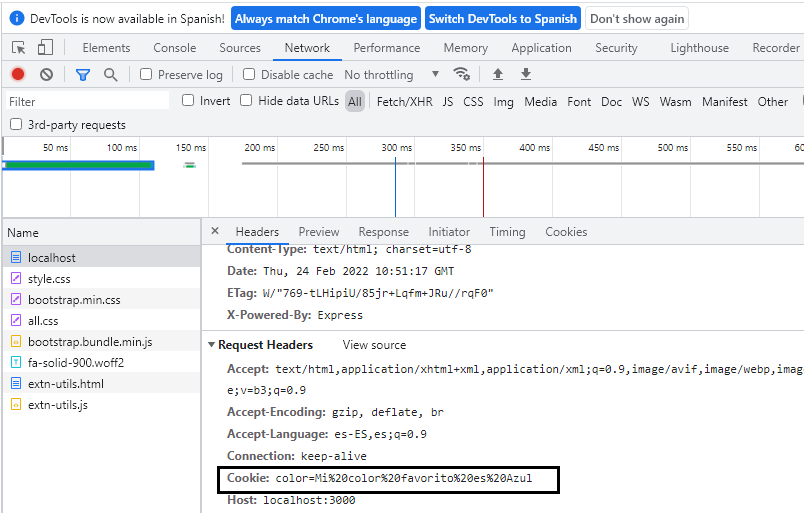 DevTools is now available in Spanish! Always match Chrome's language Switch DevTools to Spanish Don't show again
Elements Console Sources Network Performance Memory Application Security Lighthouse Recorder
Preserve log Disable cache No throttling
Filter Invert Hide data URLs All Fetch/XHR JS CSS Img Media Font Doc WS Wasm Manifest Other
3rd-party requests
50 ms 100 ms 150 ms 200 ms 250 ms 300 ms 350 ms 400 ms 450 ms 500 ms 550 ms 60
Name
localhost
style.css
bootstrap.min.css
all.css
bootstrap.bundle.min.js
fa-solid-900.woff2
extn-utils.html
extn-utils.js
× Headers Preview Response Initiator Timing Cookies
Content-Type: text/html; charset=utf-8
Date: Thu, 24 Feb 2022 10:51:17 GMT
ETag: W/"769-tLHipiU/85jr+Lqfm+JRu//rqF0"
X-Powered-By: Express
Request Headers View source
Accept: text/html,application/xhtml+xml,application/xml;q=0.9,image/avif,image/webp,imag
e;v=b3;q=0.9
Accept-Encoding: gzip, deflate, br
Accept-Language: es-ES,es;q=0.9
Connection: keep-alive
Cookie: color=Mi%20color%20favorito%20es%20Azul
Host: localhost:3000